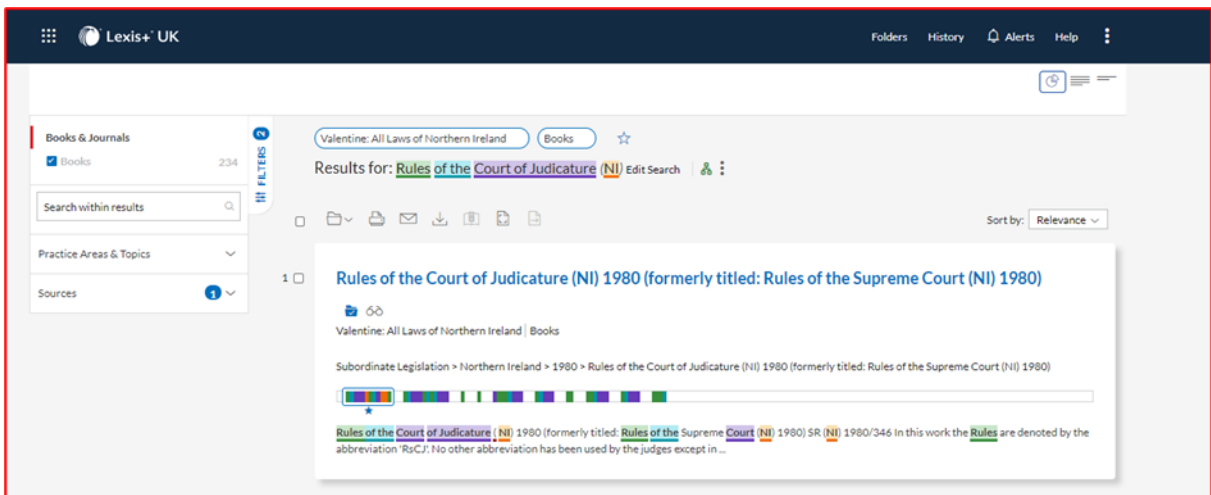 Lexis+ UK
Folders History Alerts Help
Books & Journals
Books 234
Search within results
Practice Areas & Topics
Sources 1
FILTERS 2
Valentine: All Laws of Northern Ireland Books
Results for: Rules of the Court of Judicature (NI) Edit Search
Sort by: Relevance
1 Rules of the Court of Judicature (NI) 1980 (formerly titled: Rules of the Supreme Court (NI) 1980)
Valentine: All Laws of Northern Ireland | Books
Subordinate Legislation > Northern Ireland > 1980 > Rules of the Court of Judicature (NI) 1980 (formerly titled: Rules of the Supreme Court (NI) 1980)
Rules of the Court of Judicature ( NI) 1980 (formerly titled: Rules of the Supreme Court (NI) 1980) SR (NI) 1980/346 In this work the Rules are denoted by the
abbreviation 'RsCJ'. No other abbreviation has been used by the judges except in ...